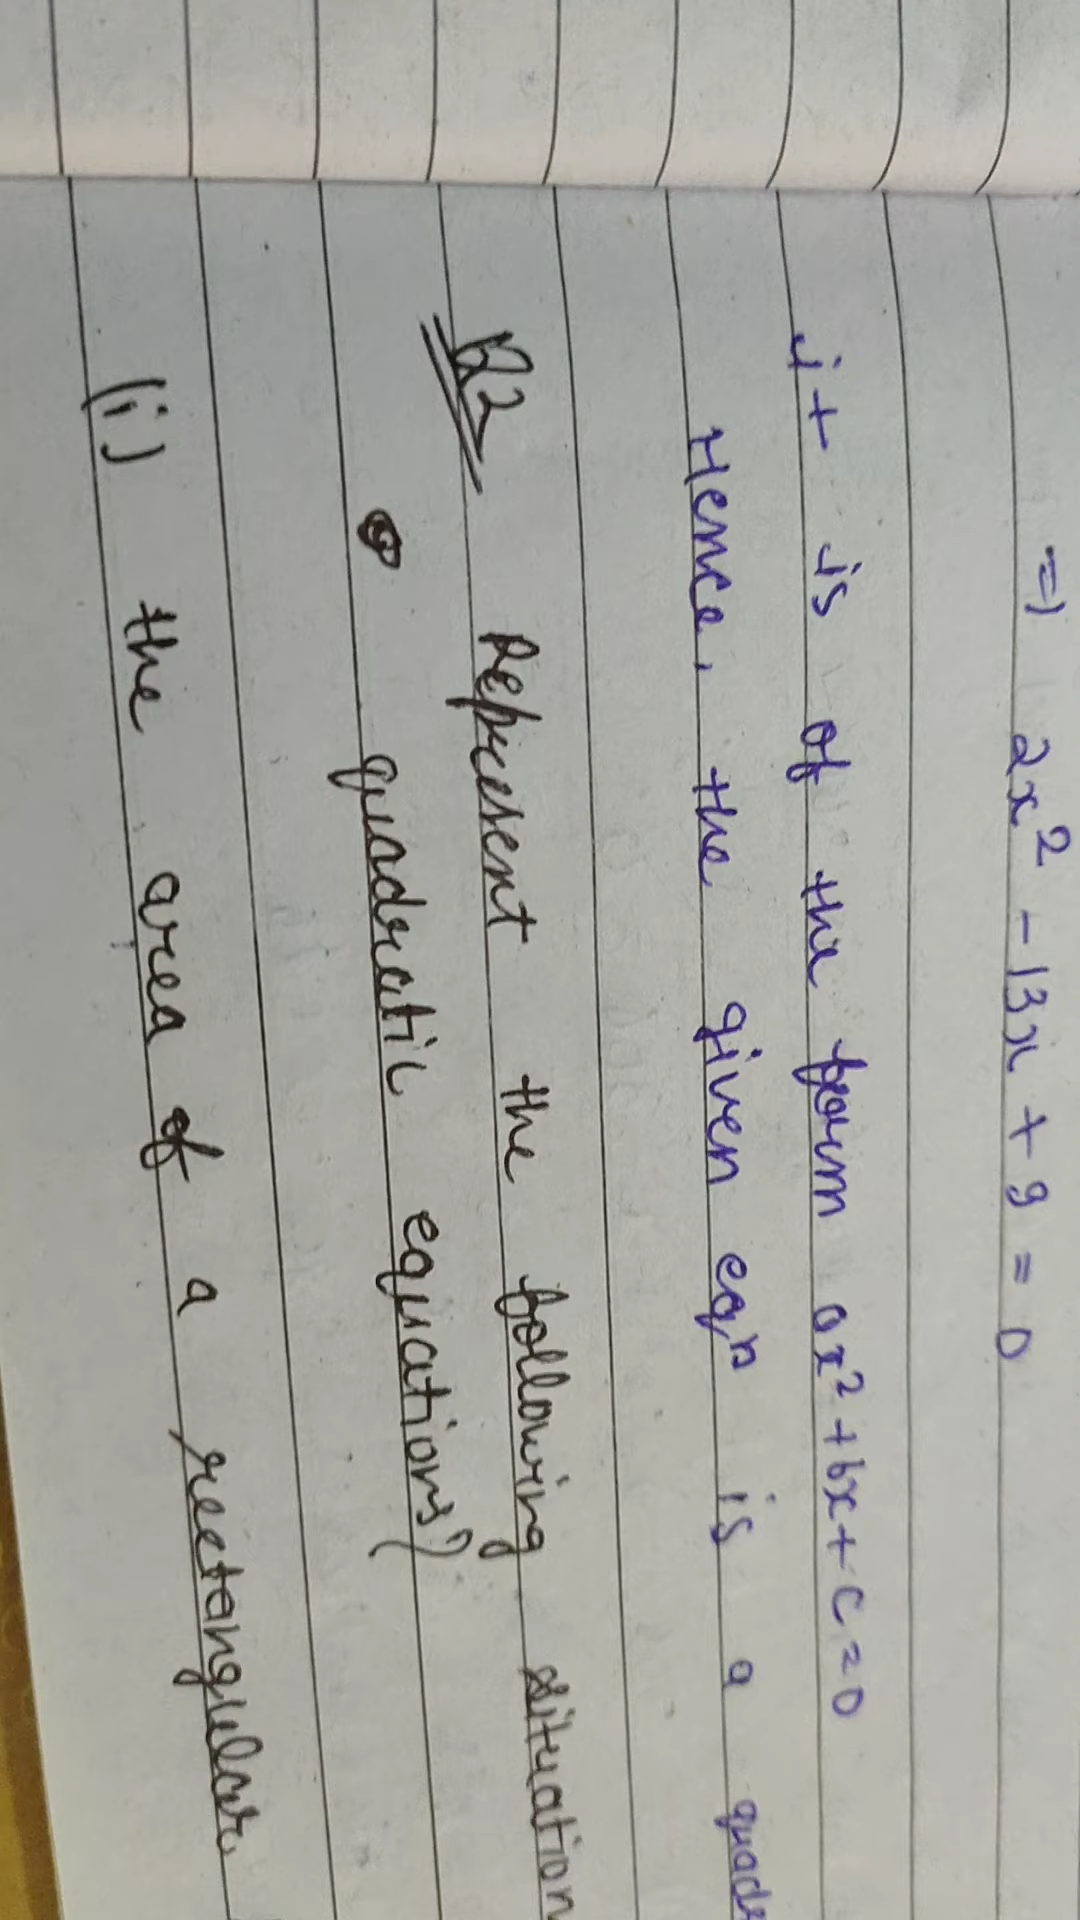 =) 2x² - 13x + 9 = 0
it is of the form ax² + bx + c = 0
Hence, the given eqn is a quadr
Q2 Represent the following situation
quadratic equations?
(i) the area of a rectangular